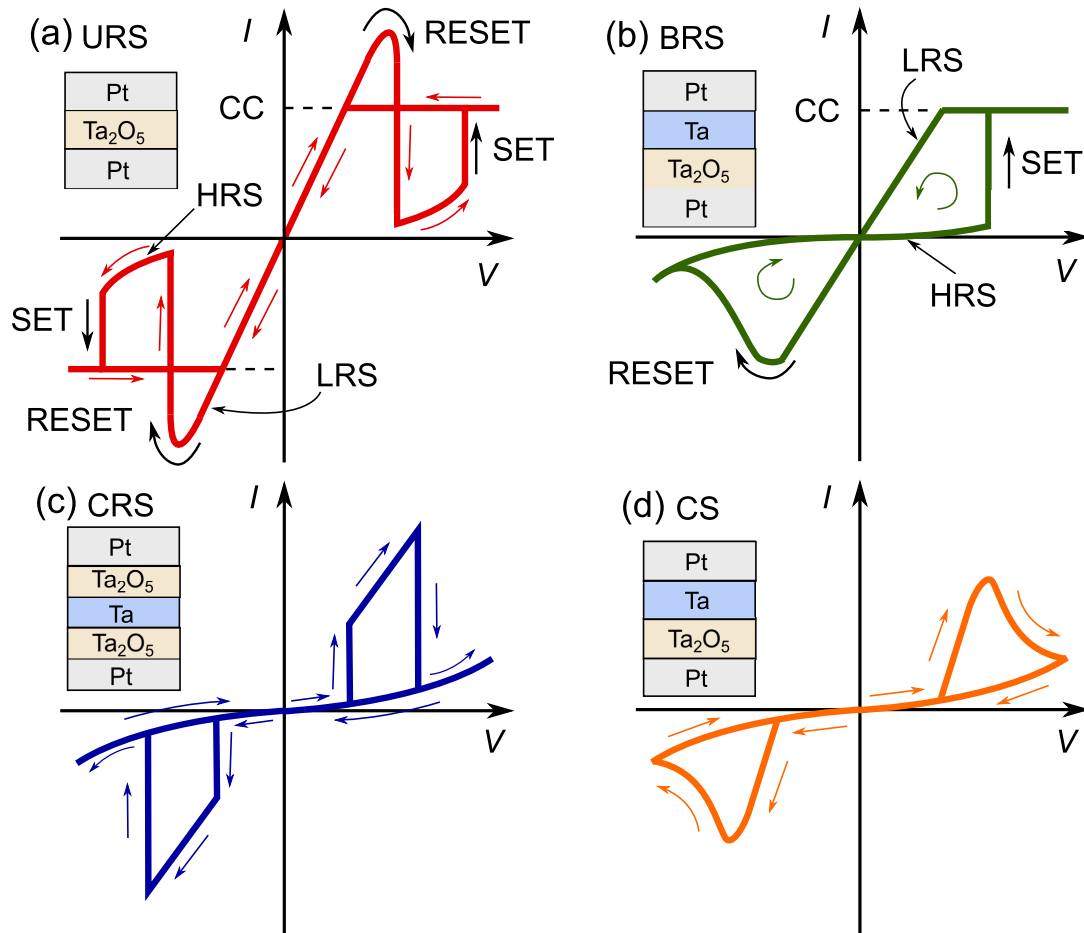 (a) URS
I
RESET
Pt
Ta2O5
Pt
CC
SET
HRS
V
SET
LRS
RESET
(b) BRS
I
LRS
Pt
Ta
Ta2O5
Pt
CC
SET
V
HRS
RESET
(c) CRS
I
Pt
Ta2O5
Ta
Ta2O5
Pt
V
(d) CS
I
Pt
Ta
Ta2O5
Pt
V